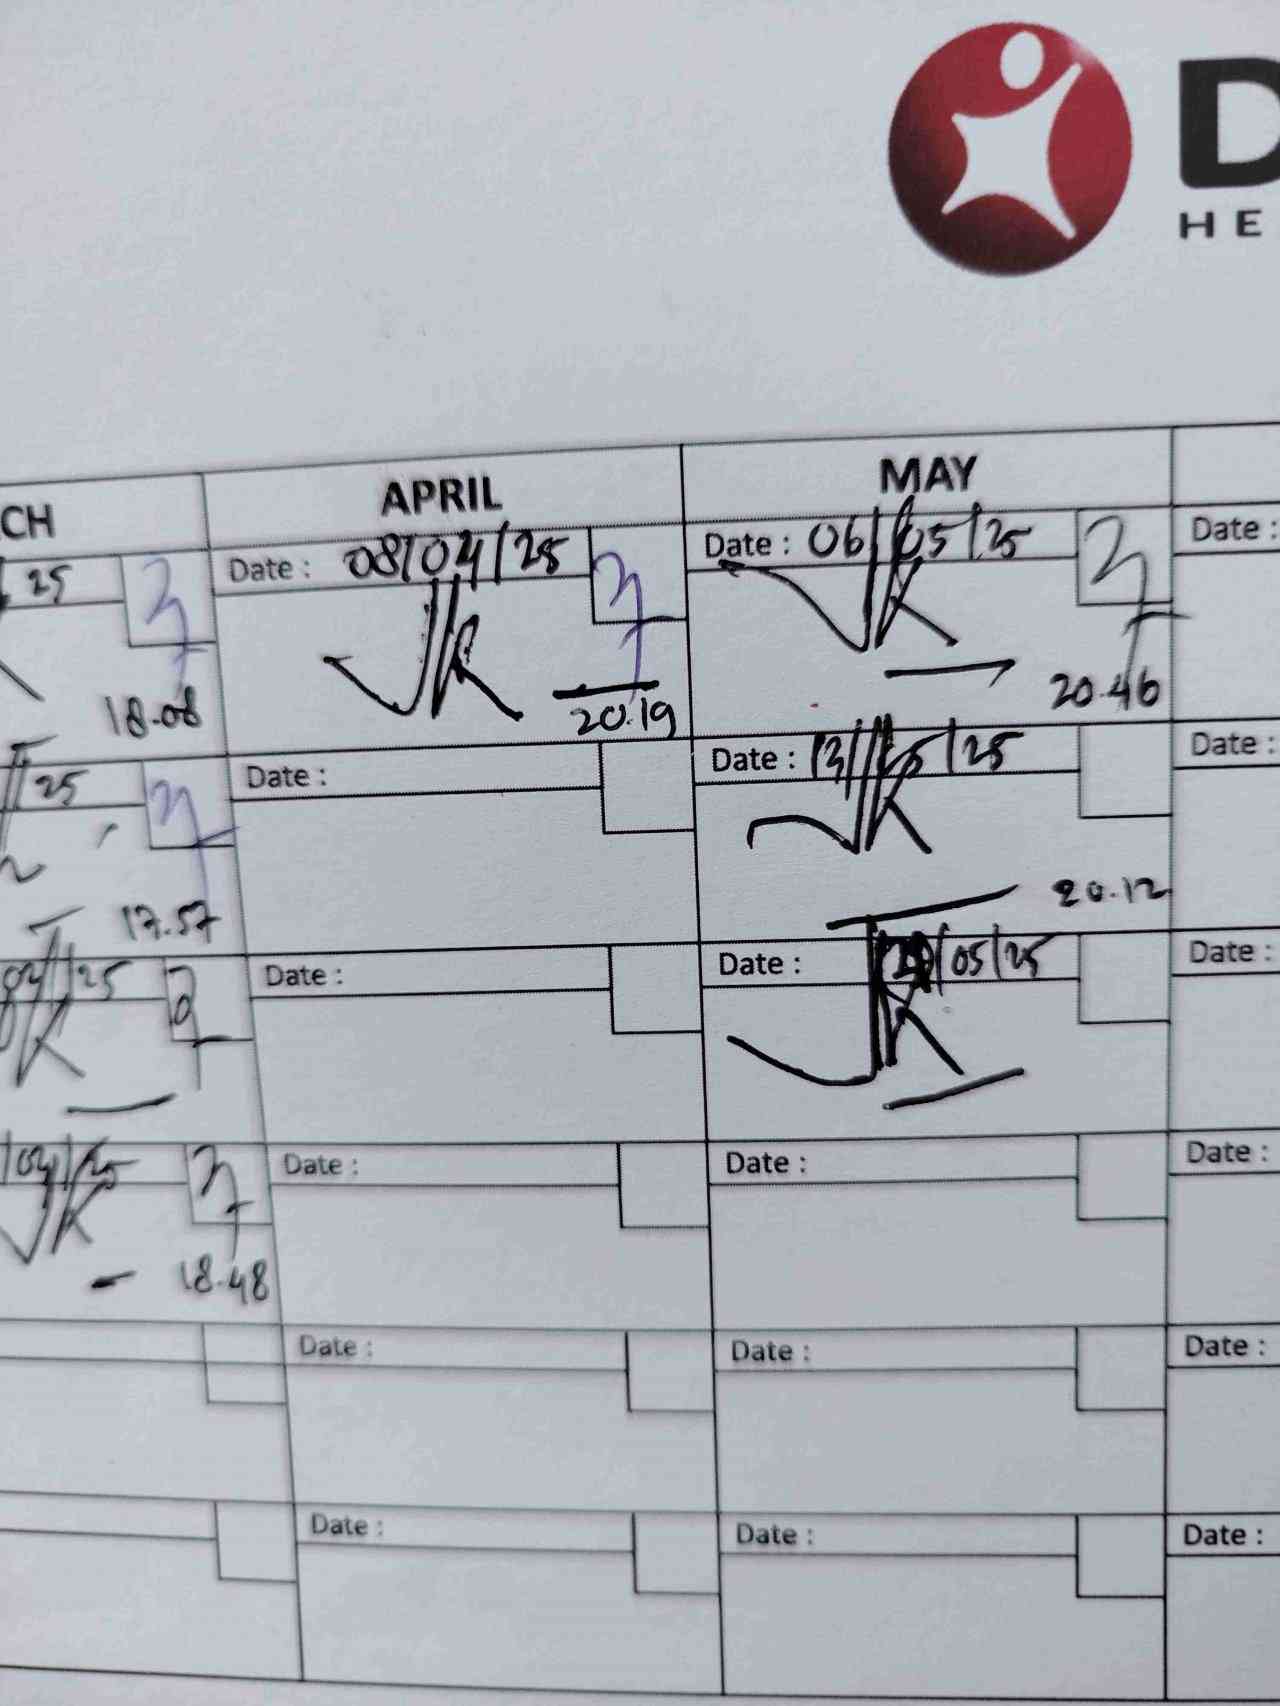 D
HE
CH
APRIL
MAY
25
Date : 08/04/25
Date : 06/05/25
Date :
18.08
20.19
20.46
25
Date :
Date : 13/05/25
Date :
17.57
20.12
25
Date :
Date : /05/25
Date :
Date :
Date :
Date :
18.48
Date :
Date :
Date :
Date :
Date :
Date :